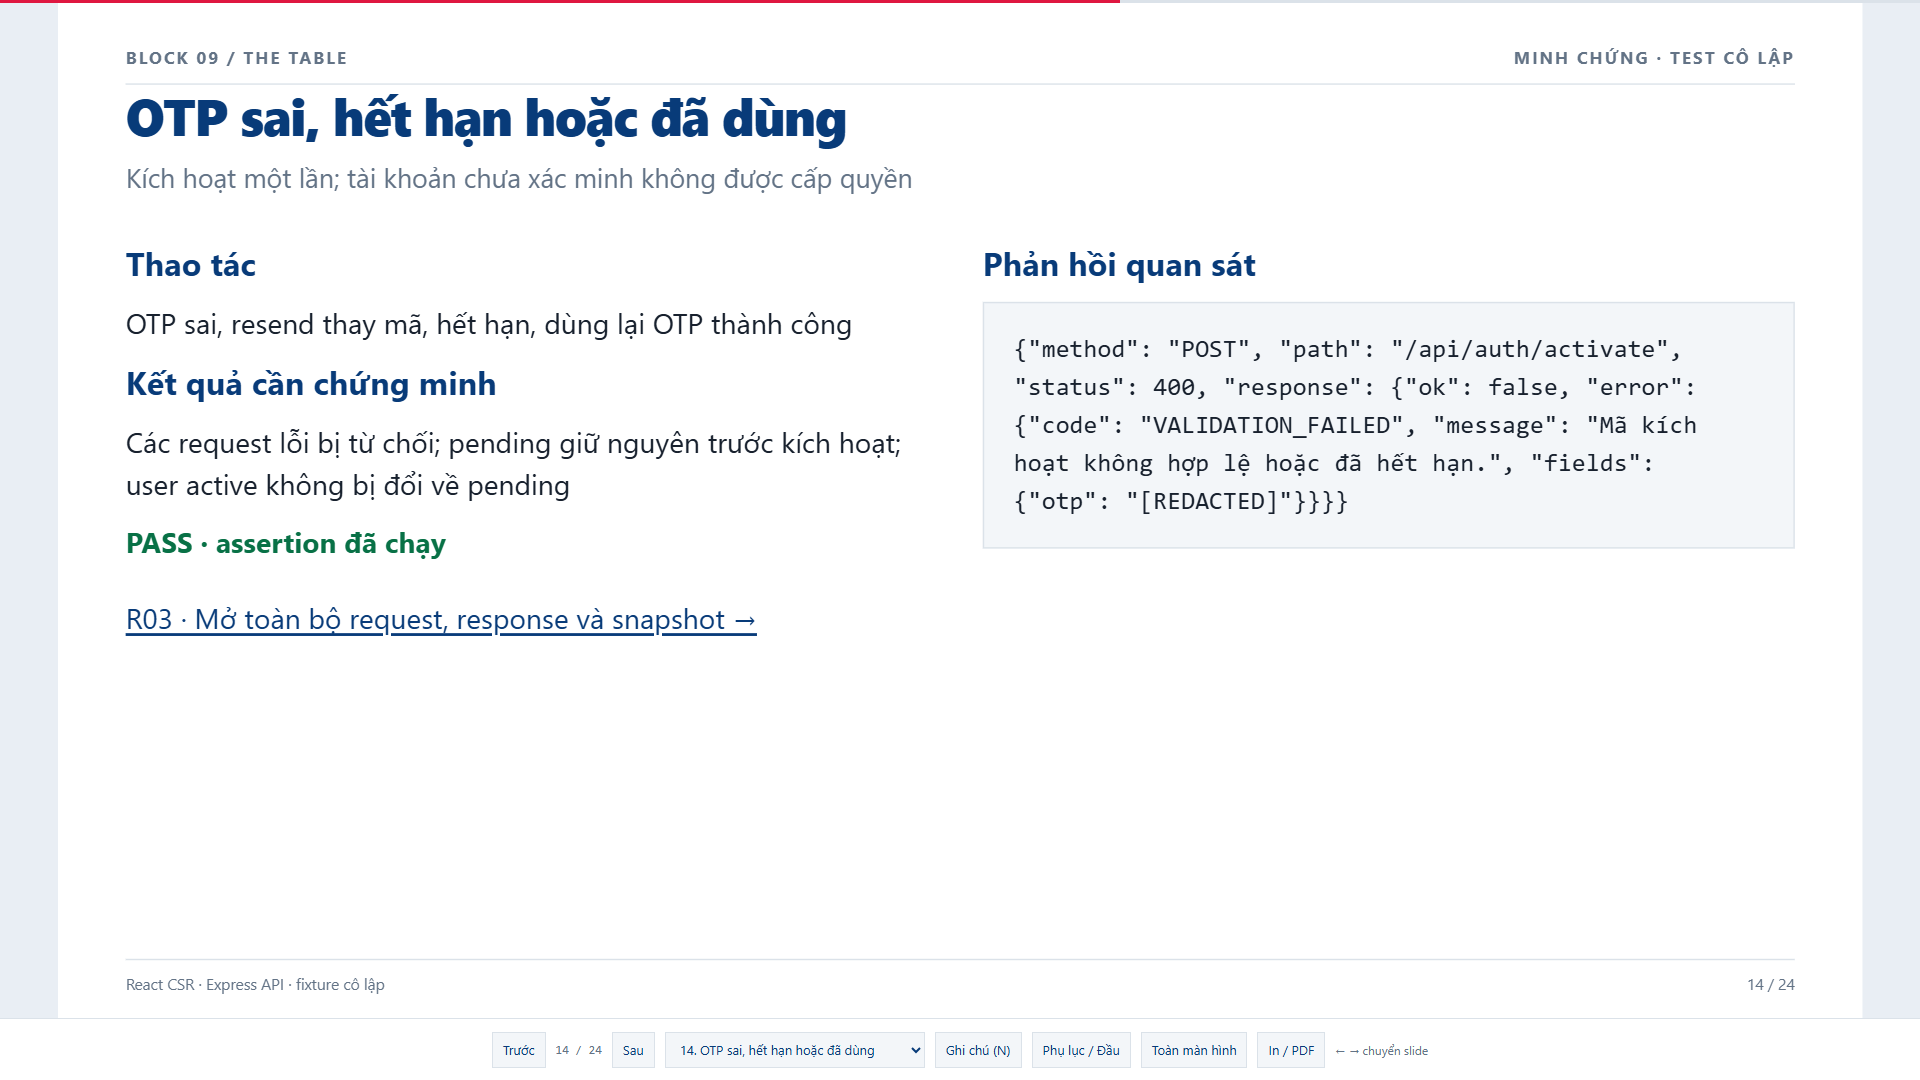 BLOCK 09 / THE TABLE
MINH CHỨNG · TEST CÔ LẬP
OTP sai, hết hạn hoặc đã dùng
Kích hoạt một lần; tài khoản chưa xác minh không được cấp quyền
Thao tác
OTP sai, resend thay mã, hết hạn, dùng lại OTP thành công
Kết quả cần chứng minh
Các request lỗi bị từ chối; pending giữ nguyên trước kích hoạt;
user active không bị đổi về pending
PASS · assertion đã chạy
R03 · Mở toàn bộ request, response và snapshot →
Phản hồi quan sát
{"method": "POST", "path": "/api/auth/activate",
"status": 400, "response": {"ok": false, "error":
{"code": "VALIDATION_FAILED", "message": "Mã kích
hoạt không hợp lệ hoặc đã hết hạn.", "fields":
{"otp": "[REDACTED]"}}}}
React CSR · Express API · fixture cô lập
14 / 24
Trước
14 / 24
Sau
14. OTP sai, hết hạn hoặc đã dùng
Ghi chú (N)
Phụ lục / Đầu
Toàn màn hình
In / PDF
← → chuyển slide